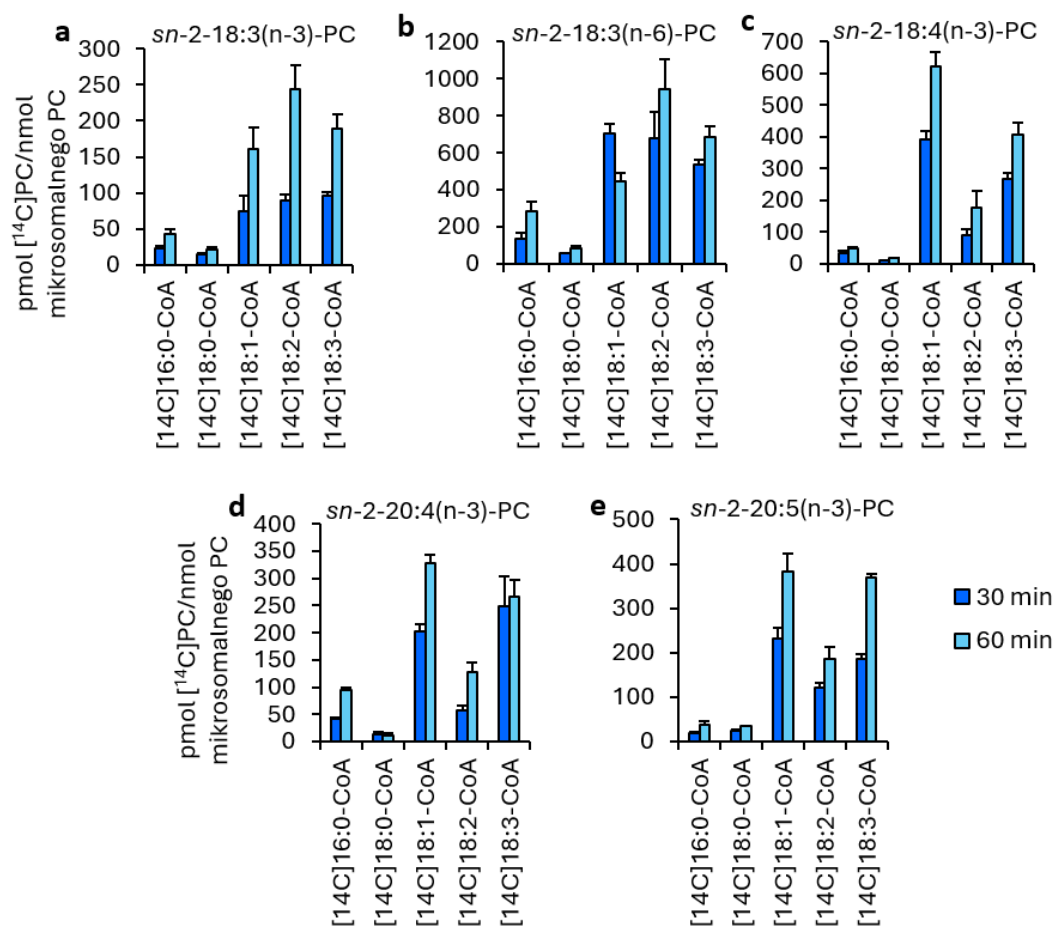 a sn-2-18:3(n-3)-PC
300
250
200
150
100
50
0
pmol [¹⁴C]PC/nmol
mikrosomalnego PC
[14C]16:0-CoA
[14C]18:0-CoA
[14C]18:1-CoA
[14C]18:2-CoA
[14C]18:3-CoA
b sn-2-18:3(n-6)-PC
1200
1000
800
600
400
200
0
[14C]16:0-CoA
[14C]18:0-CoA
[14C]18:1-CoA
[14C]18:2-CoA
[14C]18:3-CoA
c sn-2-18:4(n-3)-PC
700
600
500
400
300
200
100
0
[14C]16:0-CoA
[14C]18:0-CoA
[14C]18:1-CoA
[14C]18:2-CoA
[14C]18:3-CoA
d sn-2-20:4(n-3)-PC
400
350
300
250
200
150
100
50
0
pmol [¹⁴C]PC/nmol
mikrosomalnego PC
[14C]16:0-CoA
[14C]18:0-CoA
[14C]18:1-CoA
[14C]18:2-CoA
[14C]18:3-CoA
e sn-2-20:5(n-3)-PC
500
400
300
200
100
0
[14C]16:0-CoA
[14C]18:0-CoA
[14C]18:1-CoA
[14C]18:2-CoA
[14C]18:3-CoA
30 min
60 min